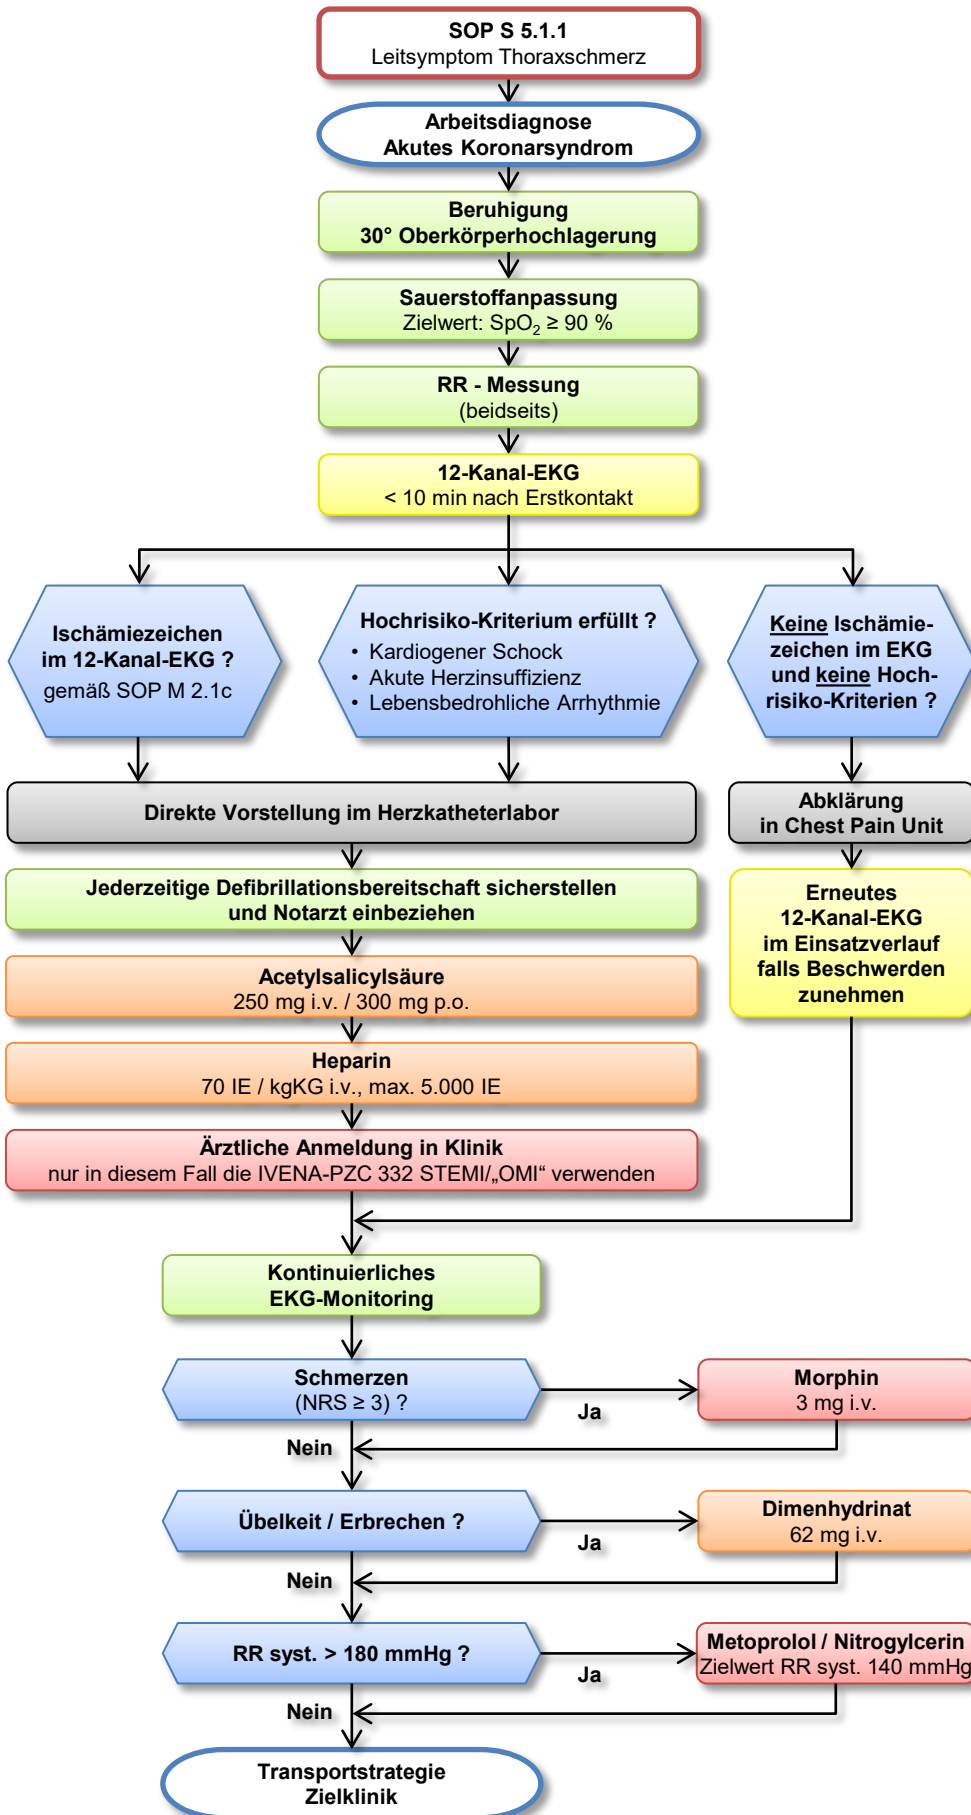 SOP S 5.1.1
Leitsymptom Thoraxschmerz
Arbeitsdiagnose
Akutes Koronarsyndrom
Beruhigung
30° Oberkörperhochlagerung
Sauerstoffanpassung
Zielwert: SpO₂ ≥ 90 %
RR - Messung
(beidseits)
12-Kanal-EKG
< 10 min nach Erstkontakt
Ischämiezeichen
im 12-Kanal-EKG ?
gemäß SOP M 2.1c
Hochrisiko-Kriterium erfüllt ?
• Kardiogener Schock
• Akute Herzinsuffizienz
• Lebensbedrohliche Arrhythmie
Keine Ischämie-
zeichen im EKG
und keine Hoch-
risiko-Kriterien ?
Direkte Vorstellung im Herzkatheterlabor
Abklärung
in Chest Pain Unit
Jederzeitige Defibrillationsbereitschaft sicherstellen
und Notarzt einbeziehen
Erneutes
12-Kanal-EKG
im Einsatzverlauf
falls Beschwerden
zunehmen
Acetylsalicylsäure
250 mg i.v. / 300 mg p.o.
Heparin
70 IE / kgKG i.v., max. 5.000 IE
Ärztliche Anmeldung in Klinik
nur in diesem Fall die IVENA-PZC 332 STEMI/„OMI“ verwenden
Kontinuierliches
EKG-Monitoring
Schmerzen
(NRS ≥ 3) ?
Ja
Morphin
3 mg i.v.
Nein
Übelkeit / Erbrechen ?
Ja
Dimenhydrinat
62 mg i.v.
Nein
RR syst. > 180 mmHg ?
Ja
Metoprolol / Nitrogylcerin
Zielwert RR syst. 140 mmHg
Nein
Transportstrategie
Zielklinik